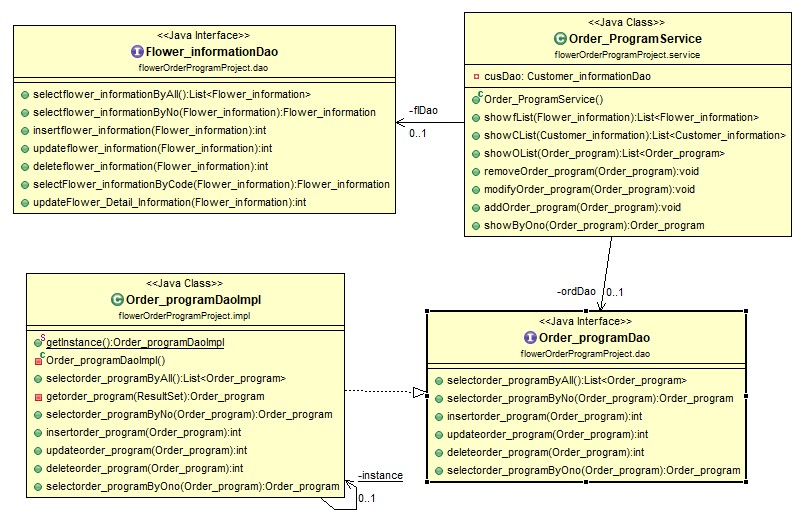 <<Java Interface>>
Flower_informationDao
flowerOrderProgramProject.dao
selectflower_informationByAll():List<Flower_information>
selectflower_informationByNo(Flower_information):Flower_information
insertflower_information(Flower_information):int
updateflower_information(Flower_information):int
deleteflower_information(Flower_information):int
selectFlower_informationByCode(Flower_information):Flower_information
updateFlower_Detail_Information(Flower_information):int
-flDao
0..1
<<Java Class>>
Order_ProgramService
flowerOrderProgramProject.service
cusDao: Customer_informationDao
Order_ProgramService()
showfList(Flower_information):List<Flower_information>
showCList(Customer_information):List<Customer_information>
showOList(Order_program):List<Order_program>
removeOrder_program(Order_program):void
modifyOrder_program(Order_program):void
addOrder_program(Order_program):void
showByOno(Order_program):Order_program
-ordDao
0..1
<<Java Class>>
Order_programDaoImpl
flowerOrderProgramProject.impl
getInstance():Order_programDaoImpl
Order_programDaoImpl()
selectorder_programByAll():List<Order_program>
getorder_program(ResultSet):Order_program
selectorder_programByNo(Order_program):Order_program
insertorder_program(Order_program):int
updateorder_program(Order_program):int
deleteorder_program(Order_program):int
selectorder_programByOno(Order_program):Order_program
-instance
0..1
<<Java Interface>>
Order_programDao
flowerOrderProgramProject.dao
selectorder_programByAll():List<Order_program>
selectorder_programByNo(Order_program):Order_program
insertorder_program(Order_program):int
updateorder_program(Order_program):int
deleteorder_program(Order_program):int
selectorder_programByOno(Order_program):Order_program